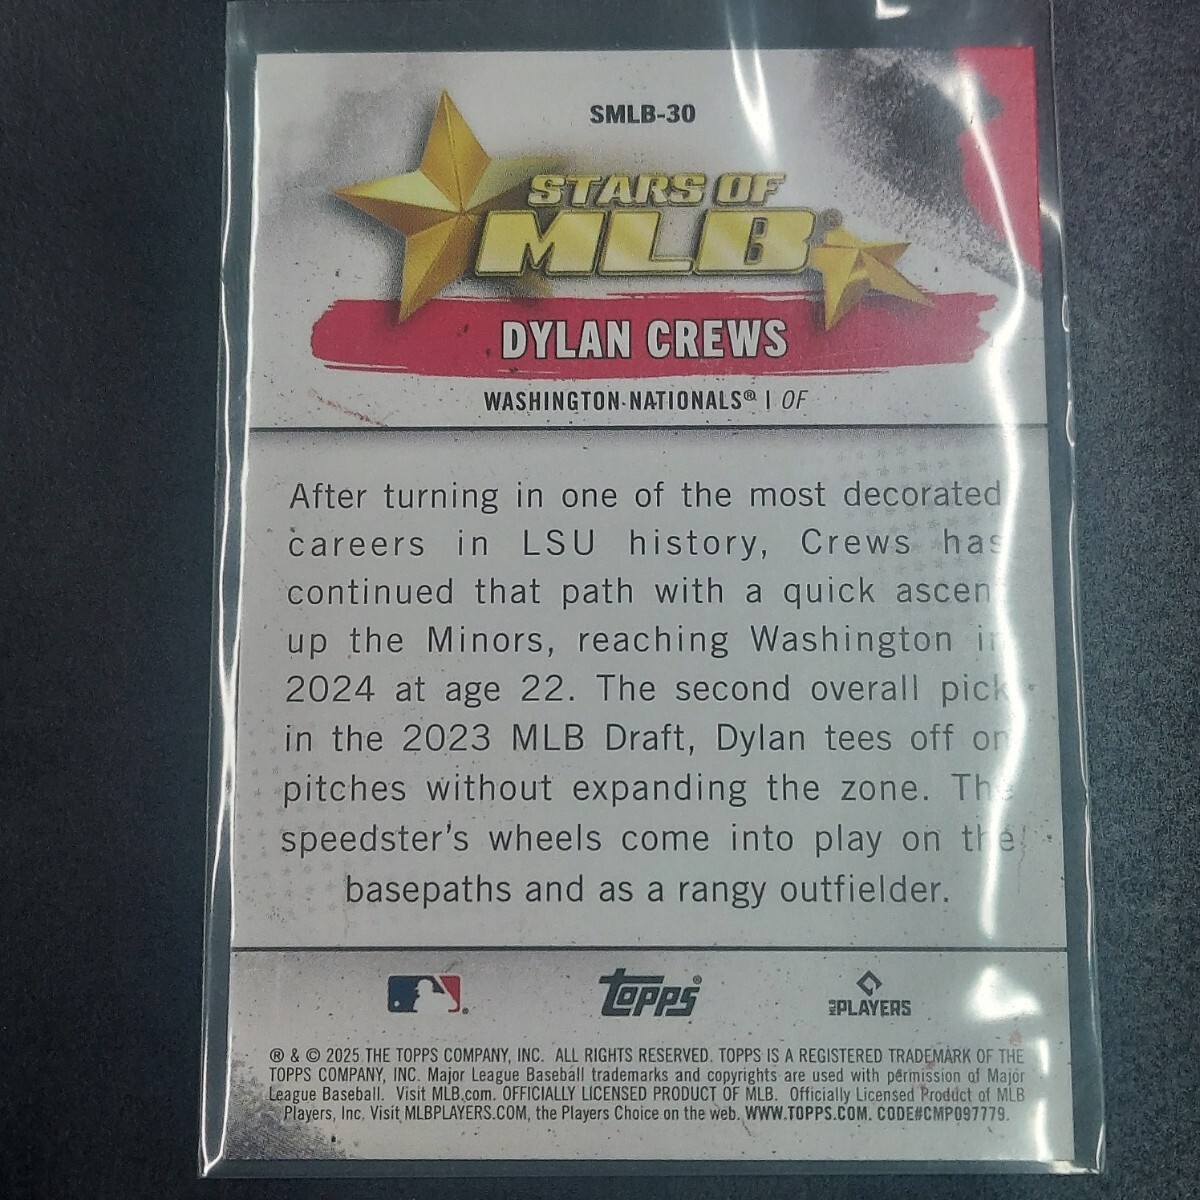 SMLB-30
STARS OF
MLB®
DYLAN CREWS
WASHINGTON NATIONALS® | OF
After turning in one of the most decorated
careers in LSU history, Crews has
continued that path with a quick ascent
up the Minors, reaching Washington in
2024 at age 22. The second overall pick
in the 2023 MLB Draft, Dylan tees off on
pitches without expanding the zone. The
speedster's wheels come into play on the
basepaths and as a rangy outfielder.
Topps®
MLB PLAYERS
® & © 2025 THE TOPPS COMPANY, INC. ALL RIGHTS RESERVED. TOPPS IS A REGISTERED TRADEMARK OF THE
TOPPS COMPANY, INC. Major League Baseball trademarks and copyrights are used with permission of Major
League Baseball. Visit MLB.com. OFFICIALLY LICENSED PRODUCT OF MLB. Officially Licensed Product of MLB
Players, Inc. Visit MLBPLAYERS.COM, the Players Choice on the web. WWW.TOPPS.COM. CODE#CMP097779.